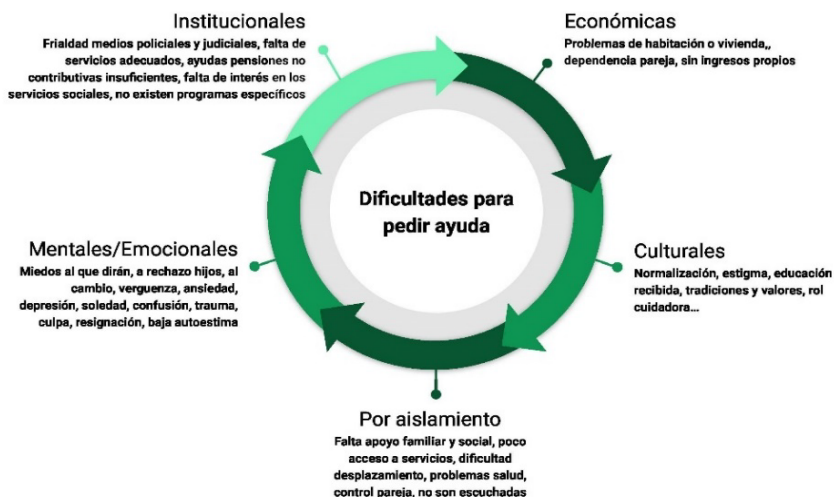 Institucionales
Frialdad medios policiales y judiciales, falta de
servicios adecuados, ayudas pensiones no
contributivas insuficientes, falta de interés en los
servicios sociales, no existen programas específicos
Económicas
Problemas de habitación o vivienda,,
dependencia pareja, sin ingresos propios
Dificultades para
pedir ayuda
Mentales/Emocionales
Miedos al que dirán, a rechazo hijos, al
cambio, verguenza, ansiedad,
depresión, soledad, confusión, trauma,
culpa, resignación, baja autoestima
Culturales
Normalización, estigma, educación
recibida, tradiciones y valores, rol
cuidadora...
Por aislamiento
Falta apoyo familiar y social, poco
acceso a servicios, dificultad
desplazamiento, problemas salud,
control pareja, no son escuchadas